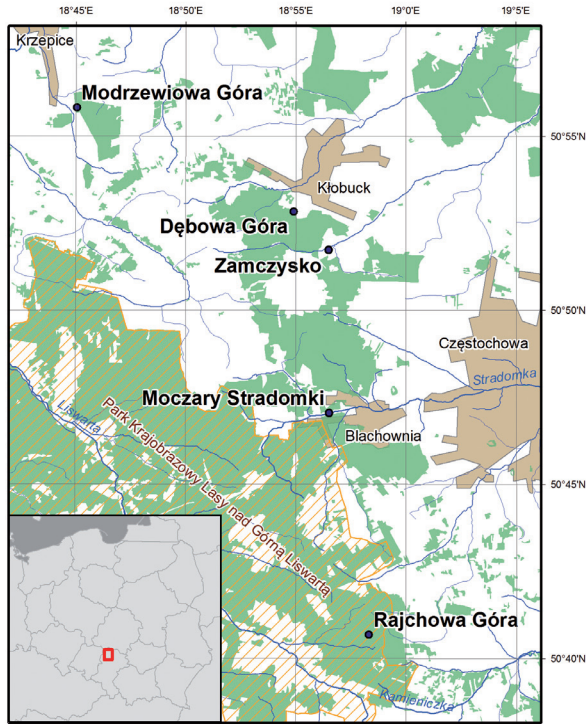 18°45'E
18°50'E
18°55'E
19°0'E
19°5'E
Krzepice
Modrzewiowa Góra
50°55'N
Kłobuck
Dębowa Góra
Zamczysko
50°50'N
Częstochowa
Stradomka
Moczary Stradomki
Liswarta
Blachownia
Park Krajobrazowy Lasy nad Górną Liswartą
50°45'N
Rajchowa Góra
50°40'N
Kamieniczka